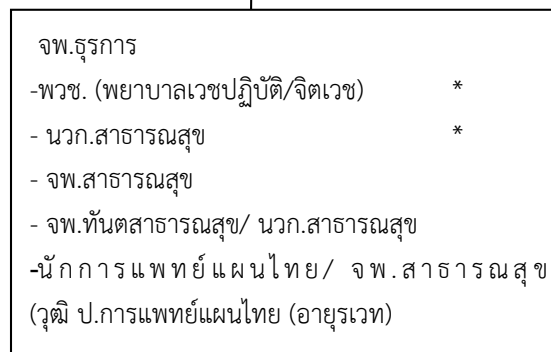 จพ.ธุรการ
-พวช. (พยาบาลเวชปฏิบัติ/จิตเวช) *
- นวก.สาธารณสุข *
- จพ.สาธารณสุข
- จพ.ทันตสาธารณสุข/ นวก.สาธารณสุข
-นักการแพทย์แผนไทย/ จพ.สาธารณสุข
(วุฒิ ป.การแพทย์แผนไทย (อายุรเวท)